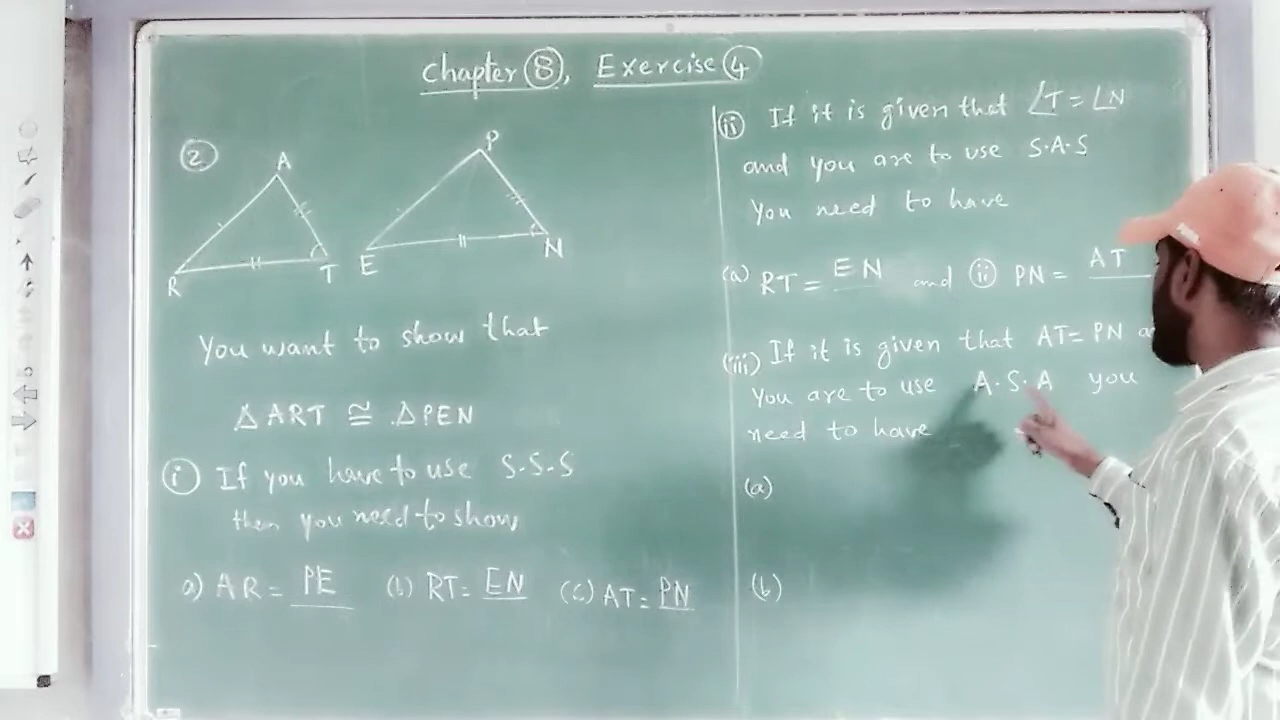 Chapter 8, Exercise 4
2
A
P
R
T
E
N
You want to show that
Δ ART ≅ Δ PEN
i If you have to use S.S.S
then you need to show
a) AR = PE (b) RT = EN (c) AT = PN
ii If it is given that ∠T = ∠N
and you are to use S.A.S
you need to have
(a) RT = EN and ii PN = AT
(iii) If it is given that AT = PN
you are to use A.S.A you
need to have
(a)
(b)